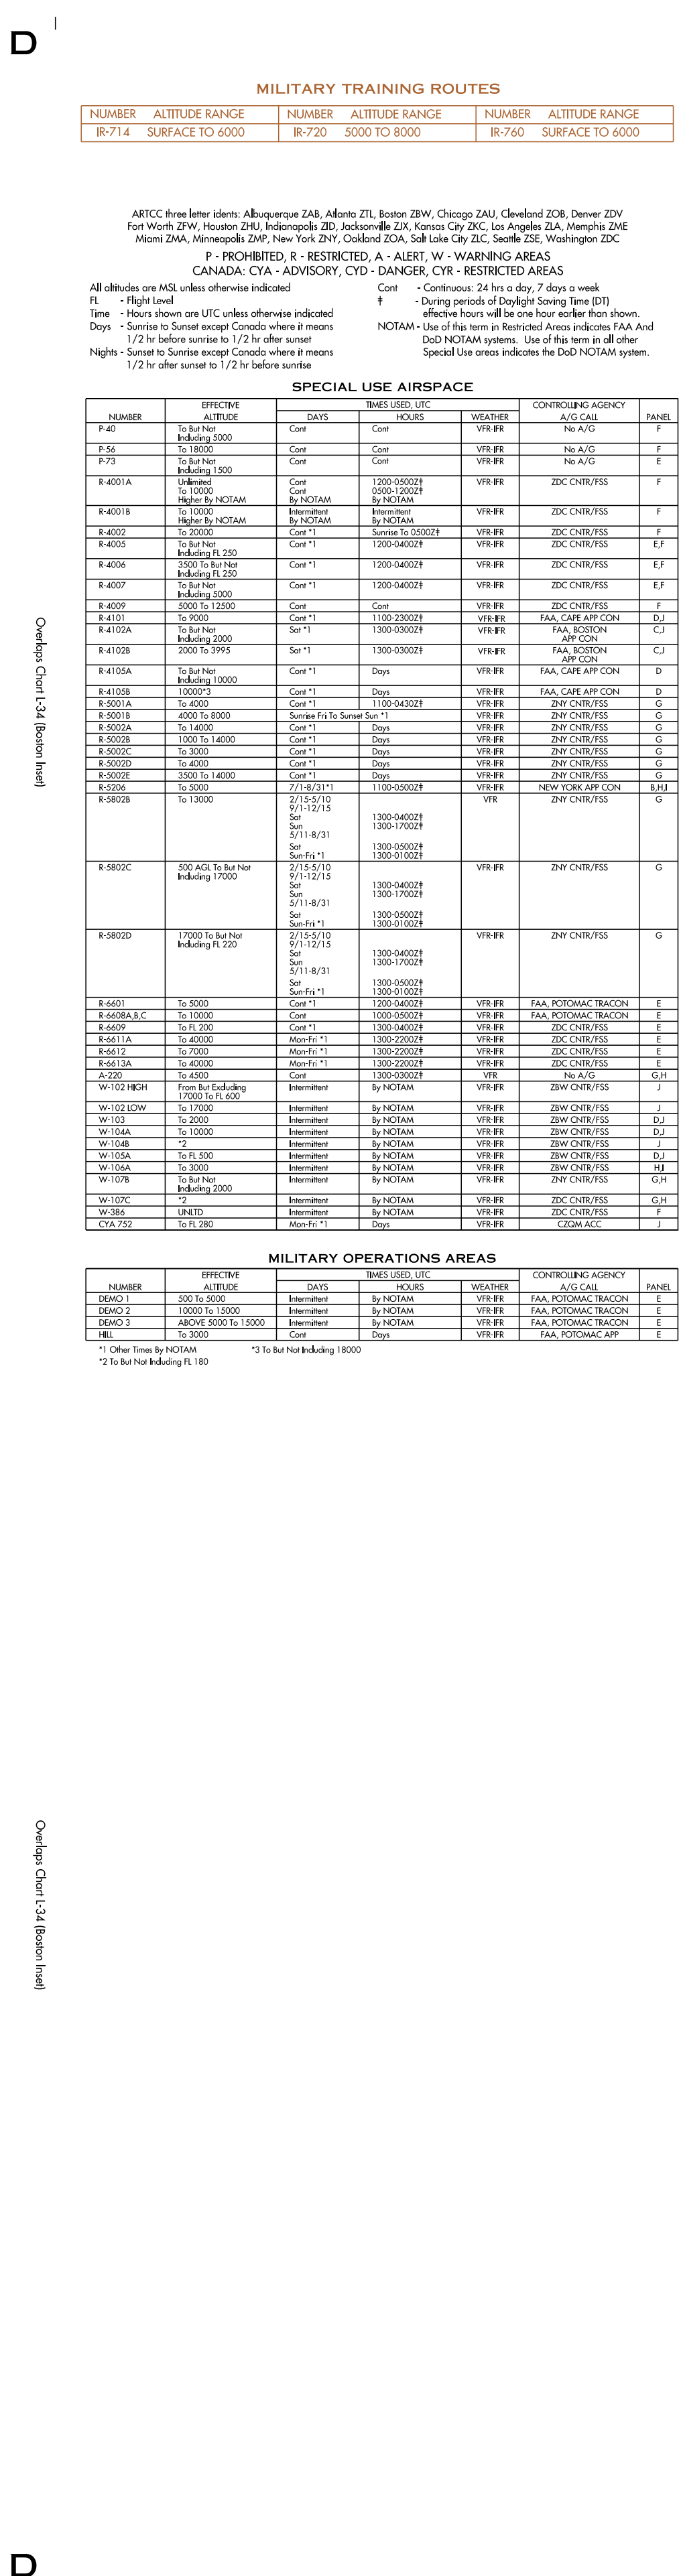 D
MILITARY TRAINING ROUTES
NUMBER ALTITUDE RANGE NUMBER ALTITUDE RANGE NUMBER ALTITUDE RANGE
IR-714 SURFACE TO 6000 IR-720 5000 TO 8000 IR-760 SURFACE TO 6000
ARTCC three letter idents: Albuquerque ZAB, Atlanta ZTL, Boston ZBW, Chicago ZAU, Cleveland ZOB, Denver ZDV
Fort Worth ZFW, Houston ZHU, Indianapolis ZID, Jacksonville ZJX, Kansas City ZKC, Los Angeles ZLA, Memphis ZME
Miami ZMA, Minneapolis ZMP, New York ZNY, Oakland ZOA, Salt Lake City ZLC, Seattle ZSE, Washington ZDC
P - PROHIBITED, R - RESTRICTED, A - ALERT, W - WARNING AREAS
CANADA: CYA - ADVISORY, CYD - DANGER, CYR - RESTRICTED AREAS
All altitudes are MSL unless otherwise indicated
FL - Flight Level
Time - Hours shown are UTC unless otherwise indicated
Days - Sunrise to Sunset except Canada where it means
1/2 hr before sunrise to 1/2 hr after sunset
Nights - Sunset to Sunrise except Canada where it means
1/2 hr after sunset to 1/2 hr before sunrise
Cont - Continuous: 24 hrs a day, 7 days a week
‡ - During periods of Daylight Saving Time (DT)
effective hours will be one hour earlier than shown.
NOTAM - Use of this term in Restricted Areas indicates FAA And
DoD NOTAM systems. Use of this term in all other
Special Use areas indicates the DoD NOTAM system.
SPECIAL USE AIRSPACE
EFFECTIVE TIMES USED, UTC CONTROLLING AGENCY
NUMBER ALTITUDE DAYS HOURS WEATHER A/G CALL PANEL
P-40 To But Not Cont Cont VFR-IFR No A/G F
Including 5000
P-56 To 18000 Cont Cont VFR-IFR No A/G F
P-73 To But Not Cont Cont VFR-IFR No A/G E
Including 1500
R-4001A Unlimited Cont 1200-0500Z‡ VFR-IFR ZDC CNTR/FSS F
To 10000 Cont 0500-1200Z‡
Higher By NOTAM By NOTAM By NOTAM
R-4001B To 10000 Intermittent Intermittent VFR-IFR ZDC CNTR/FSS F
Higher By NOTAM By NOTAM By NOTAM
R-4002 To 20000 Cont *1 Sunrise To 0500Z‡ VFR-IFR ZDC CNTR/FSS F
R-4005 To But Not Cont *1 1200-0400Z‡ VFR-IFR ZDC CNTR/FSS E,F
Including FL 250
R-4006 3500 To But Not Cont *1 1200-0400Z‡ VFR-IFR ZDC CNTR/FSS E,F
Including FL 250
R-4007 To But Not Cont *1 1200-0400Z‡ VFR-IFR ZDC CNTR/FSS E,F
Including 5000
R-4009 5000 To 12500 Cont Cont VFR-IFR ZDC CNTR/FSS F
R-4101 To 9000 Cont *1 1100-2300Z‡ VFR-IFR FAA, CAPE APP CON D,J
R-4102A To But Not Sat *1 1300-0300Z‡ VFR-IFR FAA, BOSTON C,J
Including 2000 APP CON
R-4102B 2000 To 3995 Sat *1 1300-0300Z‡ VFR-IFR FAA, BOSTON C,J
APP CON
R-4105A To But Not Cont *1 Days VFR-IFR FAA, CAPE APP CON D
Including 10000
R-4105B 10000*3 Cont *1 Days VFR-IFR FAA, CAPE APP CON D
R-5001A To 4000 Cont *1 1100-0430Z‡ VFR-IFR ZNY CNTR/FSS G
R-5001B 4000 To 8000 Sunrise Fri To Sunset Sun *1 VFR-IFR ZNY CNTR/FSS G
R-5002A To 14000 Cont *1 Days VFR-IFR ZNY CNTR/FSS G
R-5002B 1000 To 14000 Cont *1 Days VFR-IFR ZNY CNTR/FSS G
R-5002C To 3000 Cont *1 Days VFR-IFR ZNY CNTR/FSS G
R-5002D To 4000 Cont *1 Days VFR-IFR ZNY CNTR/FSS G
R-5002E 3500 To 14000 Cont *1 Days VFR-IFR ZNY CNTR/FSS G
R-5206 To 5000 7/1-8/31*1 1100-0500Z‡ VFR-IFR NEW YORK APP CON B,H,I
R-5802B To 13000 2/15-5/10 VFR ZNY CNTR/FSS G
9/1-12/15
Sat 1300-0400Z‡
Sun 1300-1700Z‡
5/11-8/31
Sat 1300-0500Z‡
Sun-Fri *1 1300-0100Z‡
R-5802C 500 AGL To But Not 2/15-5/10 VFR-IFR ZNY CNTR/FSS G
Including 17000 9/1-12/15
Sat 1300-0400Z‡
Sun 1300-1700Z‡
5/11-8/31
Sat 1300-0500Z‡
Sun-Fri *1 1300-0100Z‡
R-5802D 17000 To But Not 2/15-5/10 VFR-IFR ZNY CNTR/FSS G
Including FL 220 9/1-12/15
Sat 1300-0400Z‡
Sun 1300-1700Z‡
5/11-8/31
Sat 1300-0500Z‡
Sun-Fri *1 1300-0100Z‡
R-6601 To 5000 Cont *1 1200-0400Z‡ VFR-IFR FAA, POTOMAC TRACON E
R-6608A,B,C To 10000 Cont 1000-0500Z‡ VFR-IFR FAA, POTOMAC TRACON E
R-6609 To FL 200 Cont *1 1300-0400Z‡ VFR-IFR ZDC CNTR/FSS E
R-6611A To 40000 Mon-Fri *1 1300-2200Z‡ VFR-IFR ZDC CNTR/FSS E
R-6612 To 7000 Mon-Fri *1 1300-2200Z‡ VFR-IFR ZDC CNTR/FSS E
R-6613A To 40000 Mon-Fri *1 1300-2200Z‡ VFR-IFR ZDC CNTR/FSS E
A-220 To 4500 Cont 1300-0300Z‡ VFR No A/G G,H
W-102 HIGH From But Excluding Intermittent By NOTAM VFR-IFR ZBW CNTR/FSS J
17000 To FL 600
W-102 LOW To 17000 Intermittent By NOTAM VFR-IFR ZBW CNTR/FSS J
W-103 To 2000 Intermittent By NOTAM VFR-IFR ZBW CNTR/FSS D,J
W-104A To 10000 Intermittent By NOTAM VFR-IFR ZBW CNTR/FSS D,J
W-104B *2 Intermittent By NOTAM VFR-IFR ZBW CNTR/FSS J
W-105A To FL 500 Intermittent By NOTAM VFR-IFR ZBW CNTR/FSS D,J
W-106A To 3000 Intermittent By NOTAM VFR-IFR ZBW CNTR/FSS H,I
W-107B To But Not Intermittent By NOTAM VFR-IFR ZNY CNTR/FSS G,H
Including 2000
W-107C *2 Intermittent By NOTAM VFR-IFR ZDC CNTR/FSS G,H
W-386 UNLTD Intermittent By NOTAM VFR-IFR ZDC CNTR/FSS F
CYA 752 To FL 280 Mon-Fri *1 Days VFR-IFR CZQM ACC J
MILITARY OPERATIONS AREAS
EFFECTIVE TIMES USED, UTC CONTROLLING AGENCY
NUMBER ALTITUDE DAYS HOURS WEATHER A/G CALL PANEL
DEMO 1 500 To 5000 Intermittent By NOTAM VFR-IFR FAA, POTOMAC TRACON E
DEMO 2 10000 To 15000 Intermittent By NOTAM VFR-IFR FAA, POTOMAC TRACON E
DEMO 3 ABOVE 5000 To 15000 Intermittent By NOTAM VFR-IFR FAA, POTOMAC TRACON E
HILL To 3000 Cont Days VFR-IFR FAA, POTOMAC APP E
*1 Other Times By NOTAM *3 To But Not Including 18000
*2 To But Not Including FL 180
Overlaps Chart L-34 (Boston Inset)
Overlaps Chart L-34 (Boston Inset)
D